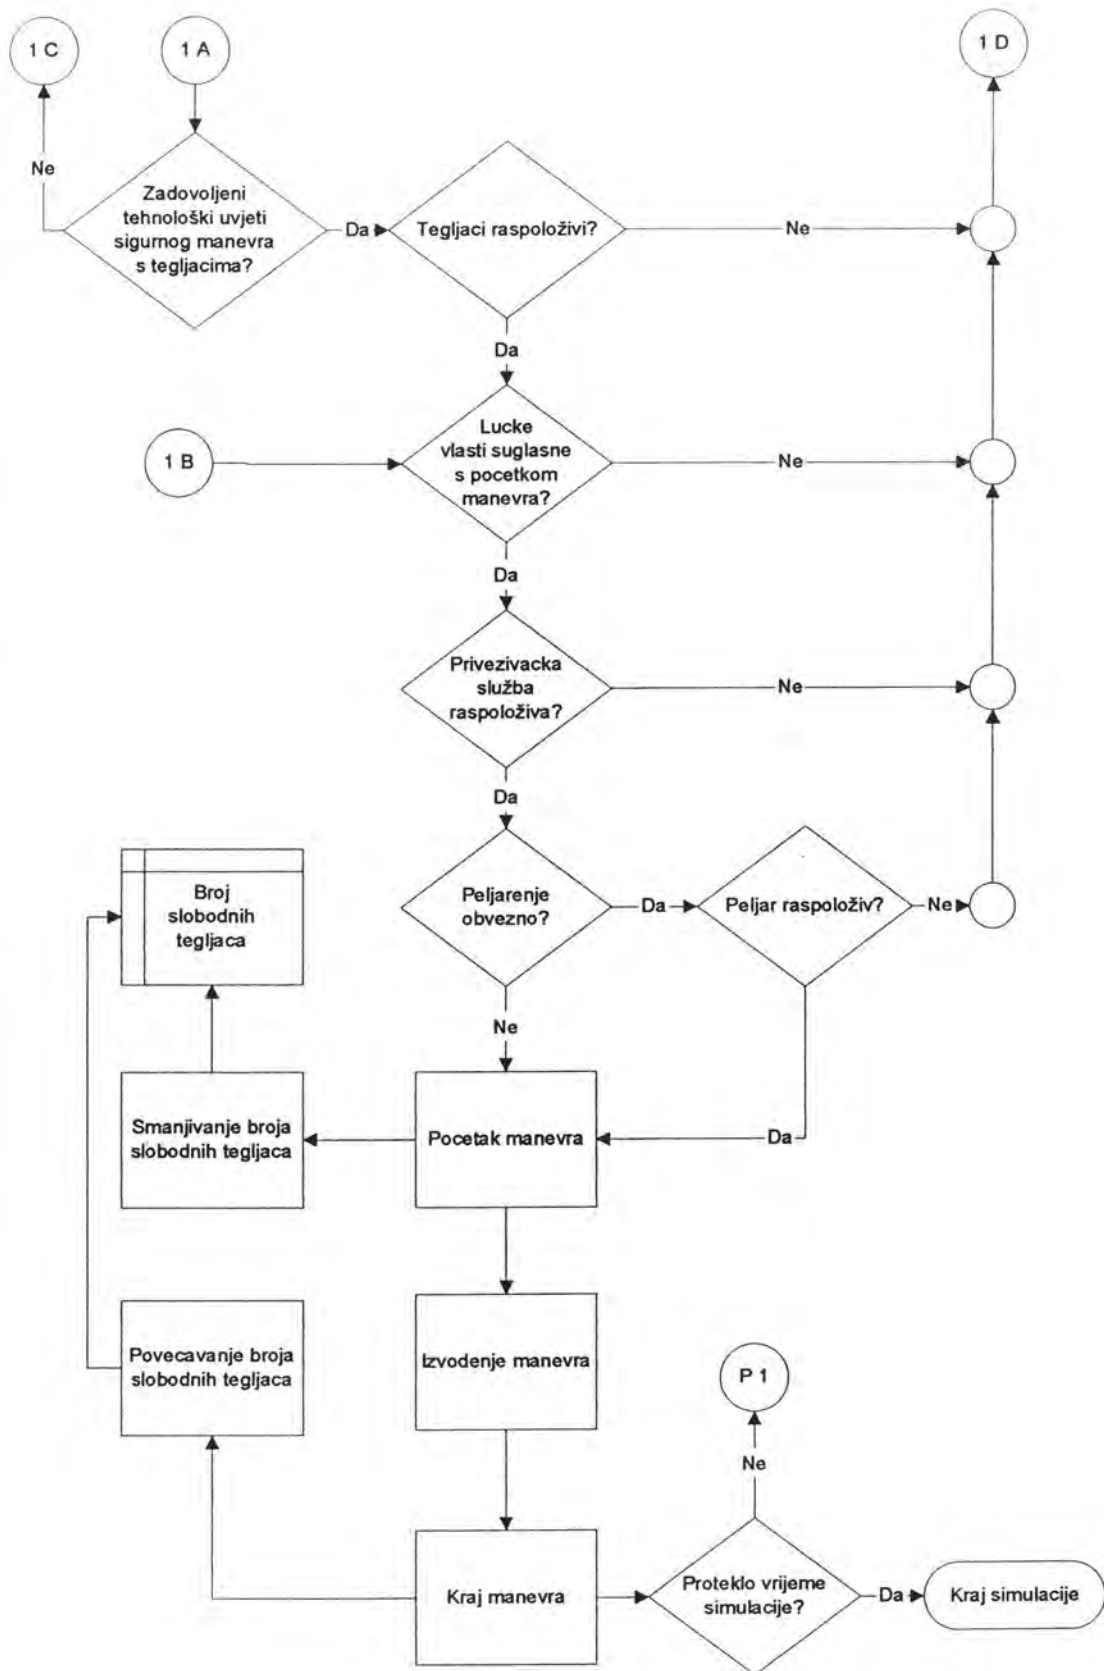 1 C
1 A
1 D
Ne
Zadovoljeni
tehnološki uvjeti
sigurnog manevra
s tegljacima?
Da
Tegljaci raspoloživi?
Ne
Da
1 B
Lucke
vlasti suglasne
s pocetkom
manevra?
Ne
Da
Privezivacka
služba
raspoloživa?
Ne
Da
Broj
slobodnih
tegljaca
Peljarenje
obvezno?
Da
Peljar raspoloživ?
Ne
Ne
Smanjivanje broja
slobodnih tegljaca
Pocetak manevra
Da
Povecavanje broja
slobodnih tegljaca
Izvodenje manevra
P 1
Ne
Kraj manevra
Proteklo vrijeme
simulacije?
Da
Kraj simulacije